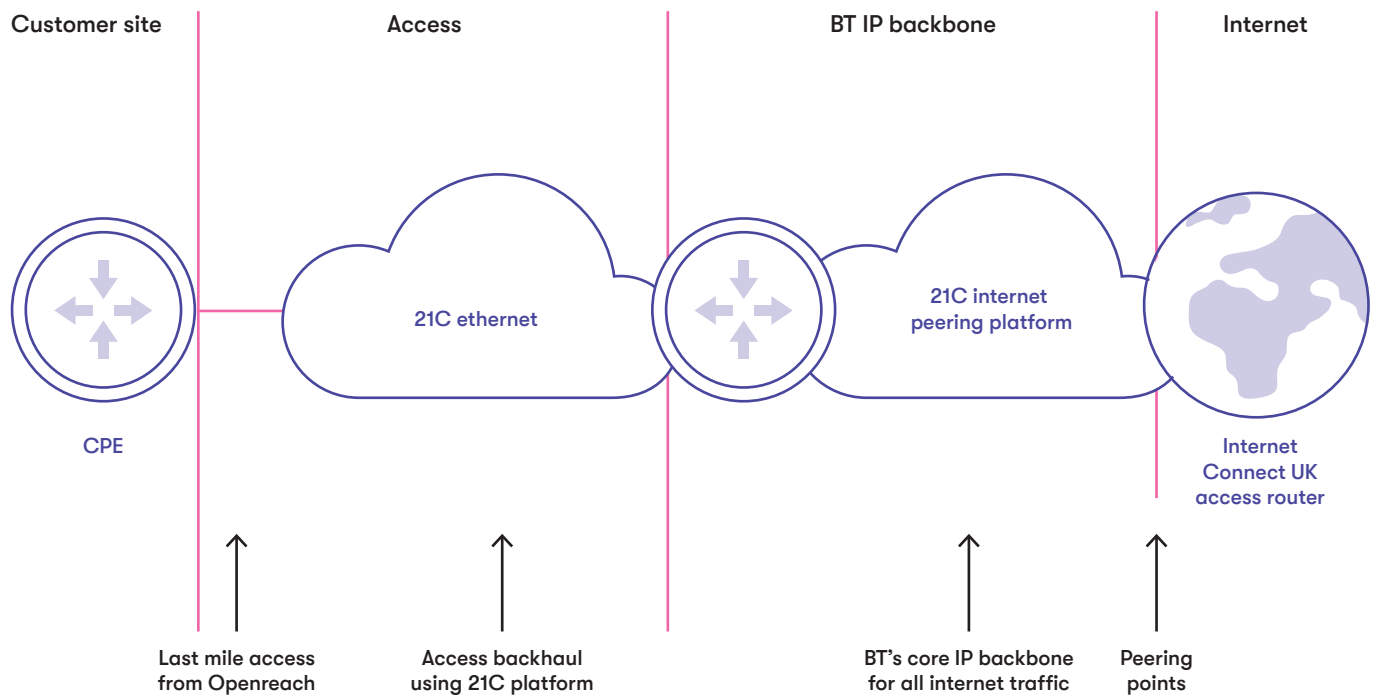 Customer site
Access
BT IP backbone
Internet
21C ethernet
21C internet
peering platform
CPE
Internet
Connect UK
access router
Last mile access
from Openreach
Access backhaul
using 21C platform
BT's core IP backbone
for all internet traffic
Peering
points